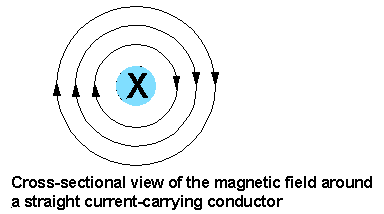 X
Cross-sectional view of the magnetic field around
a straight current-carrying conductor